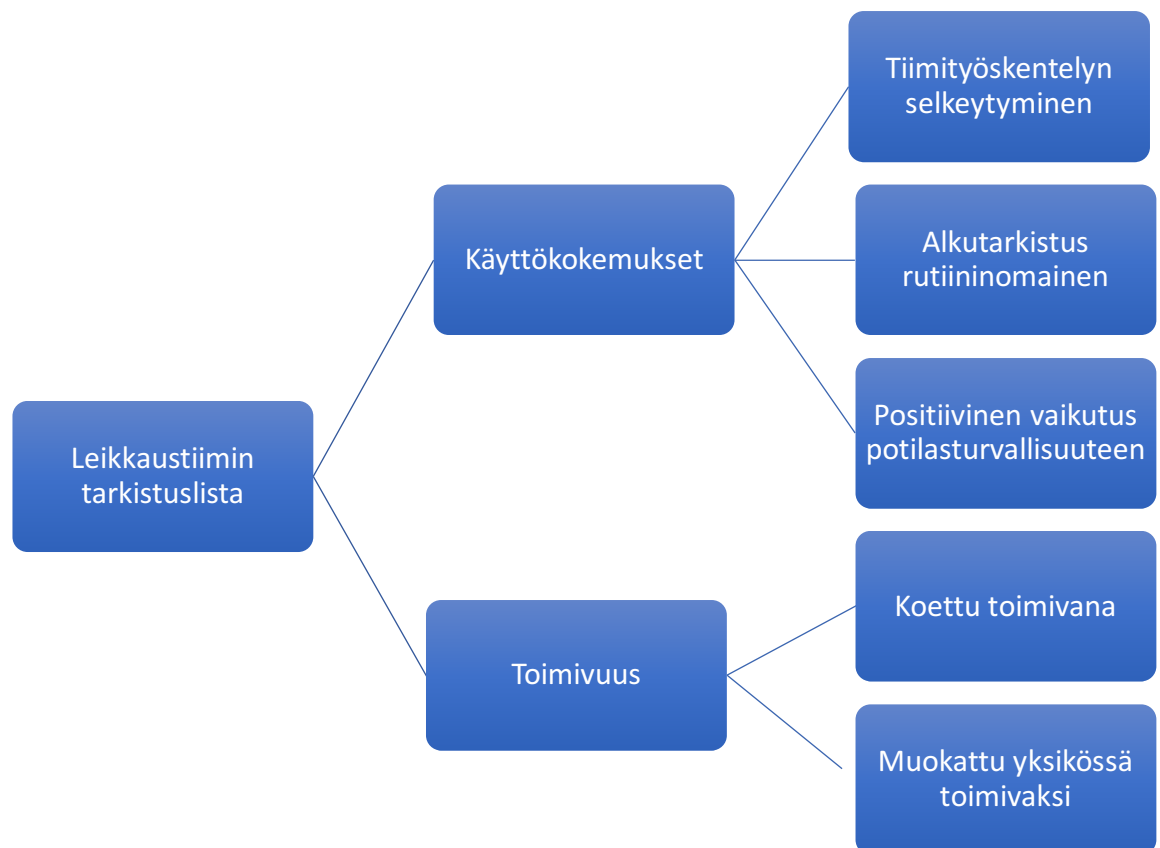 Tiimityöskentelyn
selkeytyminen
Käyttökokemukset
Alkutarkistus
rutiininomainen
Positiivinen vaikutus
potilasturvallisuuteen
Leikkaustiimin
tarkistuslista
Toimivuus
Koettu toimivana
Muokattu yksikössä
toimivaksi